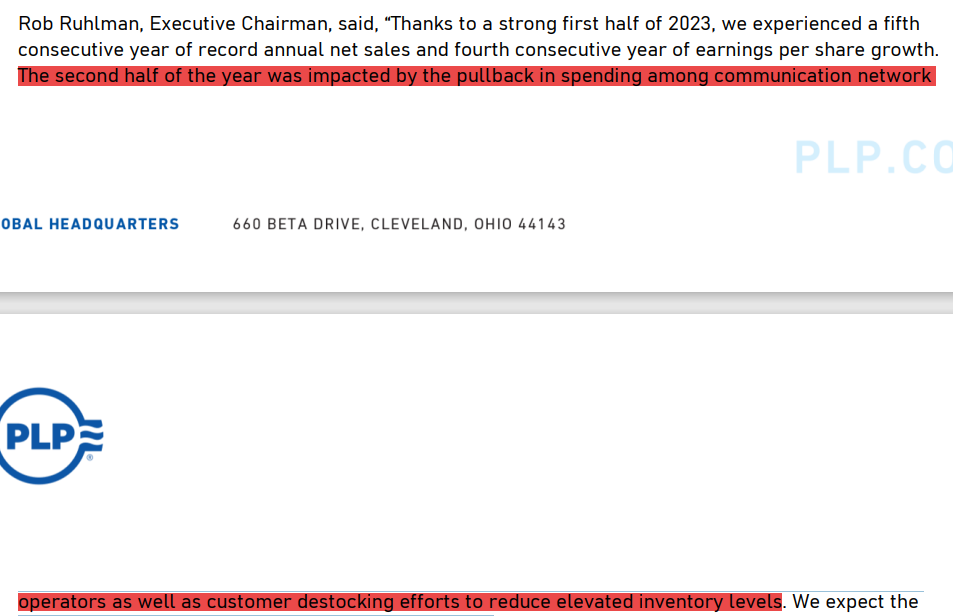 Rob Ruhlman, Executive Chairman, said, “Thanks to a strong first half of 2023, we experienced a fifth
consecutive year of record annual net sales and fourth consecutive year of earnings per share growth.
The second half of the year was impacted by the pullback in spending among communication network
PLP.CO
OBAL HEADQUARTERS 660 BETA DRIVE, CLEVELAND, OHIO 44143
PLP
®
operators as well as customer destocking efforts to reduce elevated inventory levels. We expect the